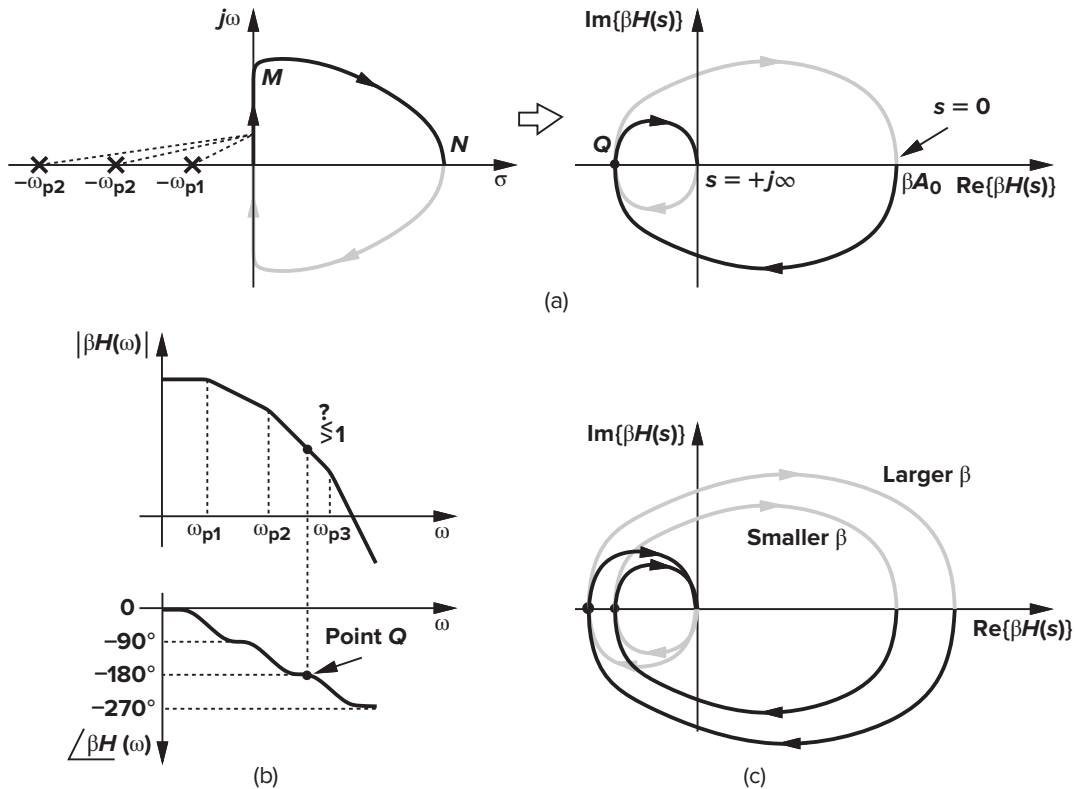 jω
M
N
σ
−ωp2
−ωp2
−ωp1
Im{βH(s)}
s = 0
Q
s = +j∞
βA0
Re{βH(s)}
(a)
|βH(ω)|
?
≶1
ωp1
ωp2
ωp3
ω
0
ω
−90°
Point Q
−180°
−270°
∠βH (ω)
(b)
Im{βH(s)}
Larger β
Smaller β
Re{βH(s)}
(c)